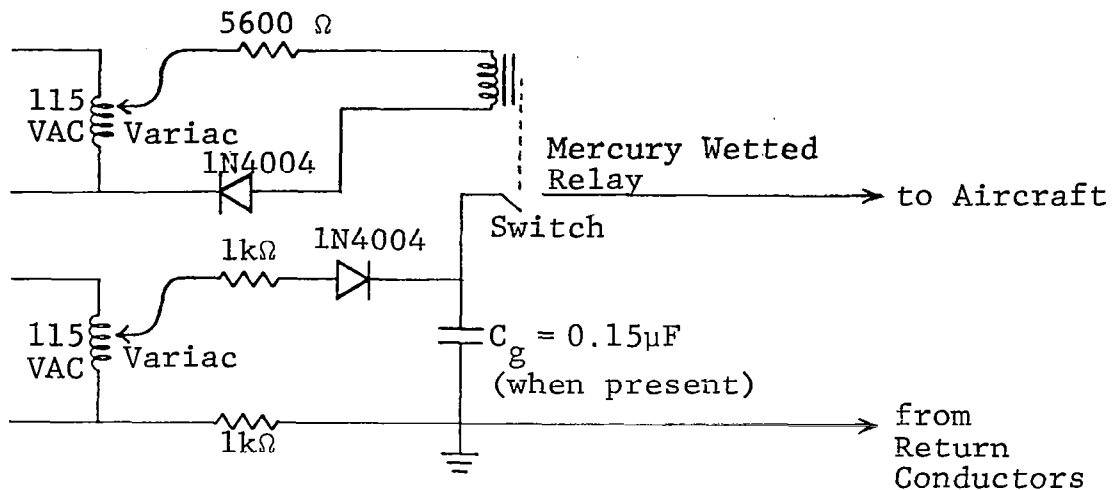 5600 Ω
115
VAC
Variac
1N4004
Mercury Wetted
Relay
to Aircraft
Switch
1kΩ
1N4004
115
VAC
Variac
C_g = 0.15µF
(when present)
1kΩ
from
Return
Conductors